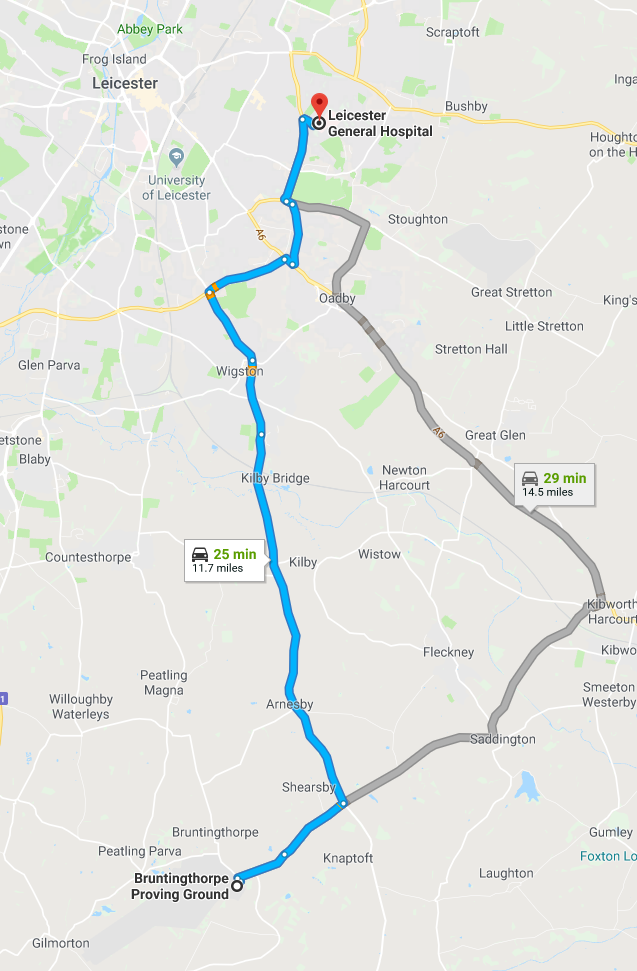 Abbey Park
Scraptoft
Frog Island
Leicester
Inga
Bushby
Leicester
General Hospital
Houghto
on the H
University
of Leicester
stone
wn
Stoughton
A6
Great Stretton
Oadby
King's
Little Stretton
Stretton Hall
Glen Parva
Wigston
A6
Great Glen
etstone
Blaby
Newton
Harcourt
Kilby Bridge
29 min
14.5 miles
25 min
11.7 miles
Countesthorpe
Kilby
Wistow
Kibworth
Harcourt
Fleckney
Kibwo
Peatling
Magna
Smeeton
Westerby
Willoughby
Waterleys
1
Arnesby
Saddington
Shearsby
Bruntingthorpe
Gumley
Peatling Parva
Knaptoft
Foxton Lo
Laughton
Bruntingthorpe
Proving Ground
Gilmorton